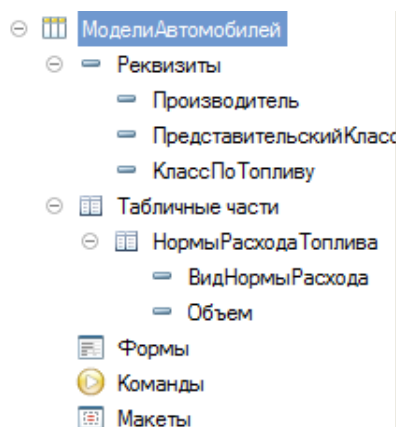 МоделиАвтомобилей
Реквизиты
Производитель
ПредставительскийКласс
КлассПоТопливу
Табличные части
НормыРасходаТоплива
ВидНормыРасхода
Объем
Формы
Команды
Макеты